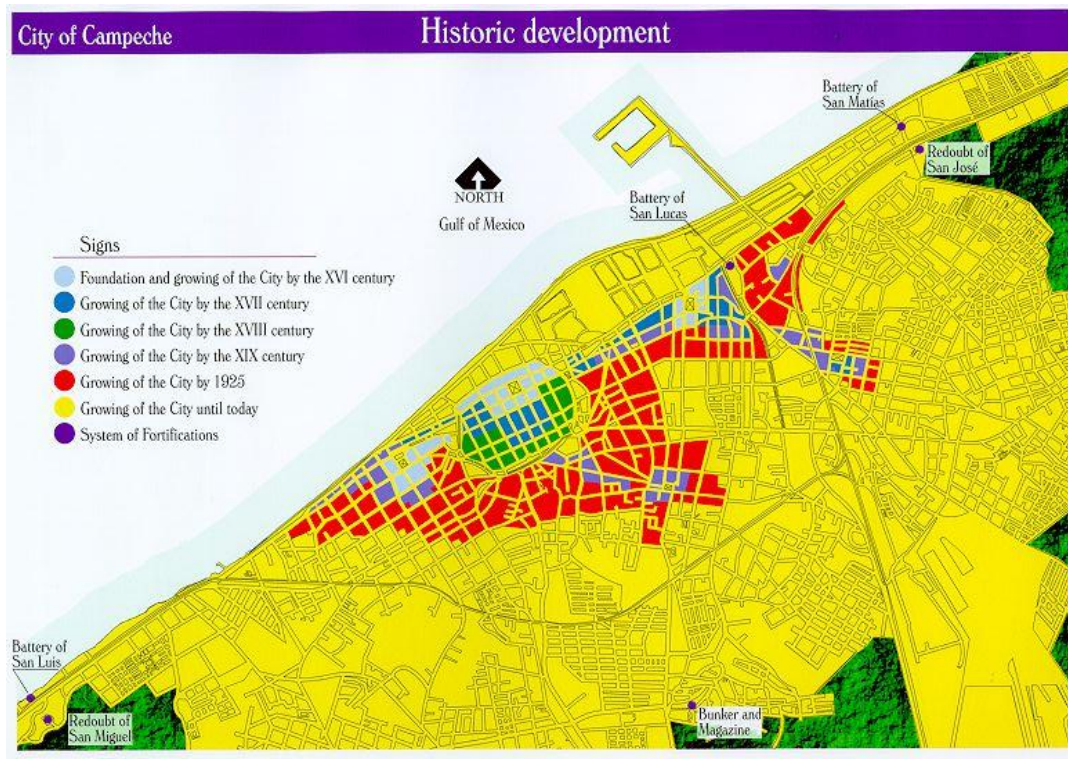 City of Campeche
Historic development
Battery of
San Matías
Redoubt of
San José
NORTH
Gulf of Mexico
Battery of
San Lucas
Signs
Foundation and growing of the City by the XVI century
Growing of the City by the XVII century
Growing of the City by the XVIII century
Growing of the City by the XIX century
Growing of the City by 1925
Growing of the City until today
System of Fortifications
Battery of
San Luis
Redoubt of
San Miguel
Bunker and
Magazine